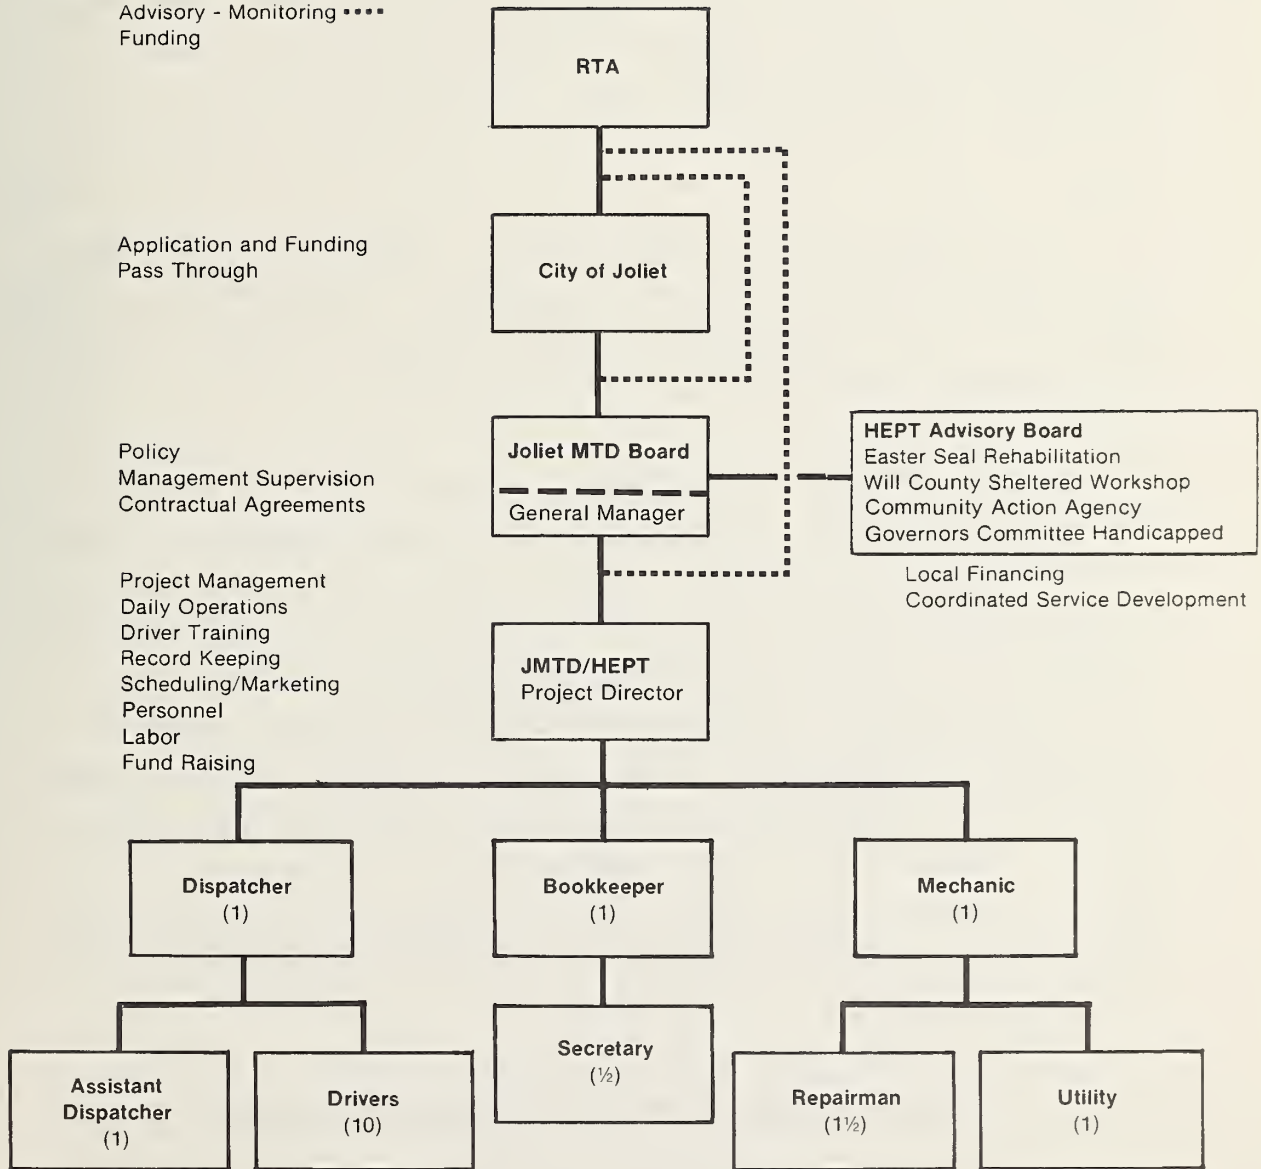 Advisory - Monitoring
Funding
RTA
Application and Funding
Pass Through
City of Joliet
Policy
Management Supervision
Contractual Agreements
Joliet MTD Board
General Manager
HEPT Advisory Board
Easter Seal Rehabilitation
Will County Sheltered Workshop
Community Action Agency
Governors Committee Handicapped
Local Financing
Coordinated Service Development
Project Management
Daily Operations
Driver Training
Record Keeping
Scheduling/Marketing
Personnel
Labor
Fund Raising
JMTD/HEPT
Project Director
Dispatcher
(1)
Bookkeeper
(1)
Mechanic
(1)
Assistant
Dispatcher
(1)
Drivers
(10)
Secretary
(½)
Repairman
(1½)
Utility
(1)